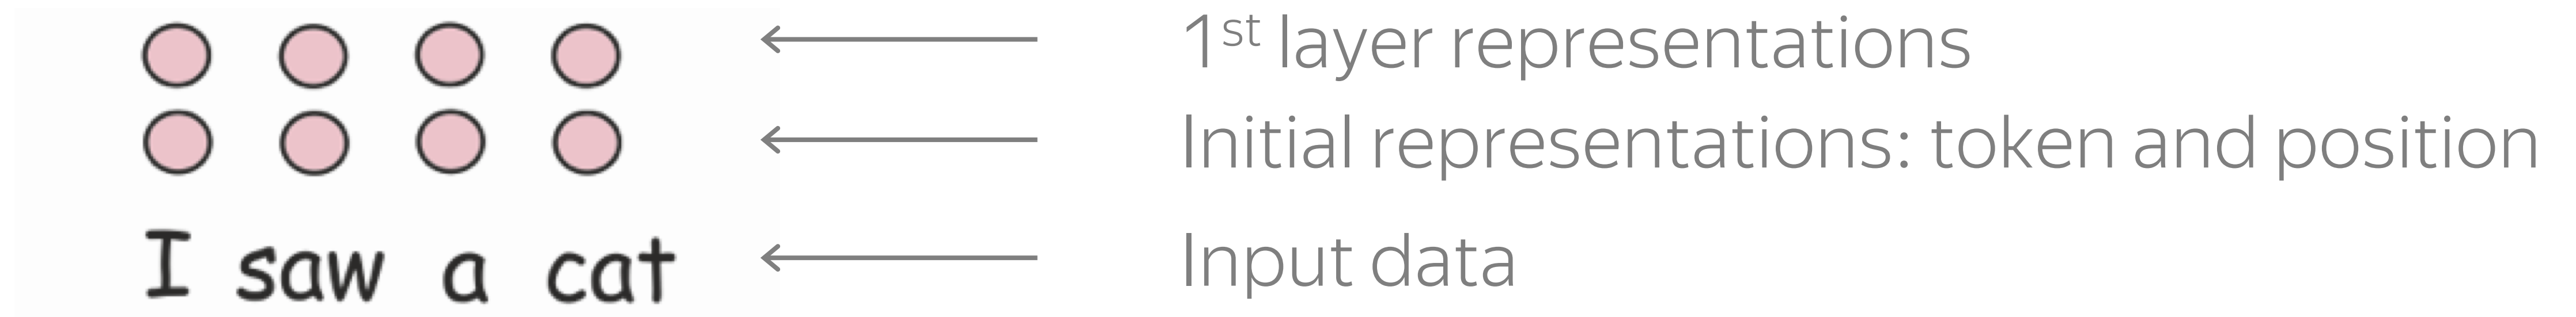 1st layer representations
Initial representations: token and position
I saw a cat
Input data